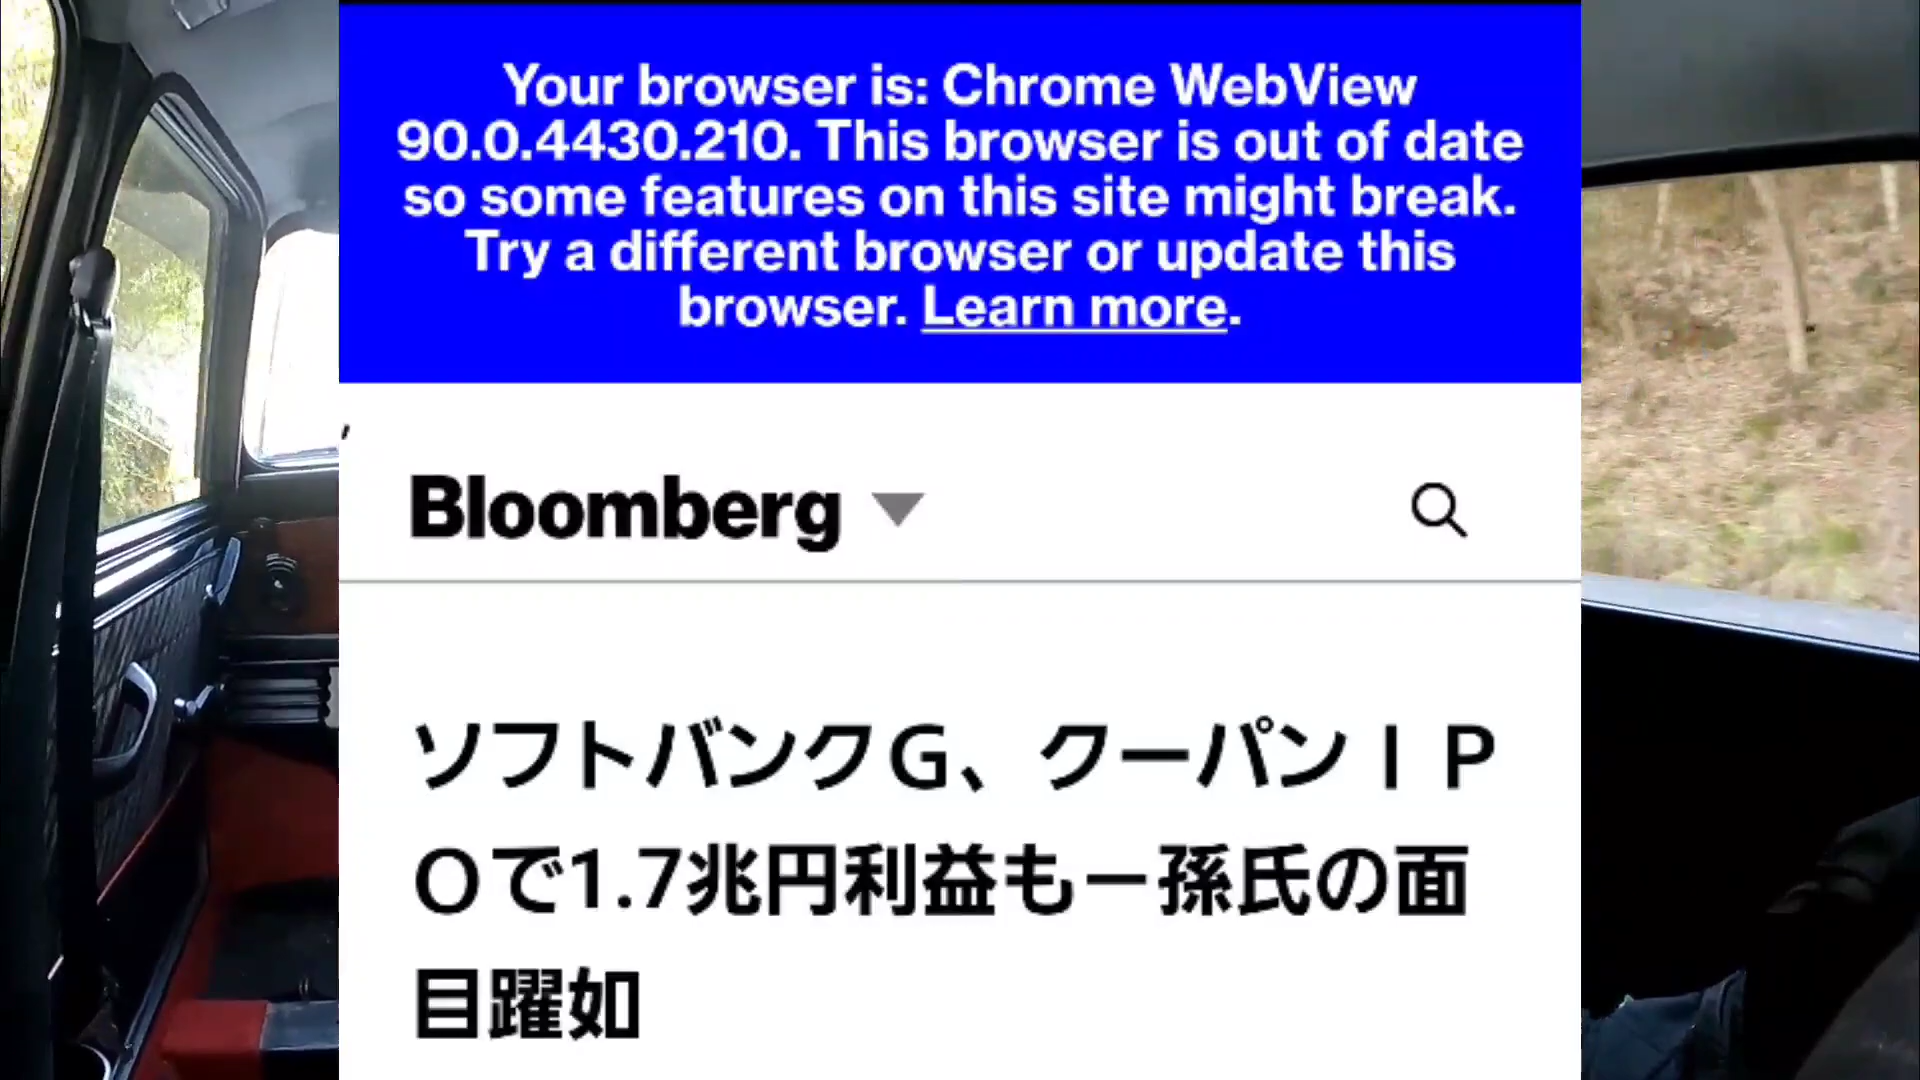 Your browser is: Chrome WebView
90.0.4430.210. This browser is out of date
so some features on this site might break.
Try a different browser or update this
browser. Learn more.
Bloomberg
ソフトバンクＧ、クーパンＩＰ
Ｏで1.7兆円利益も－孫氏の面
目躍如